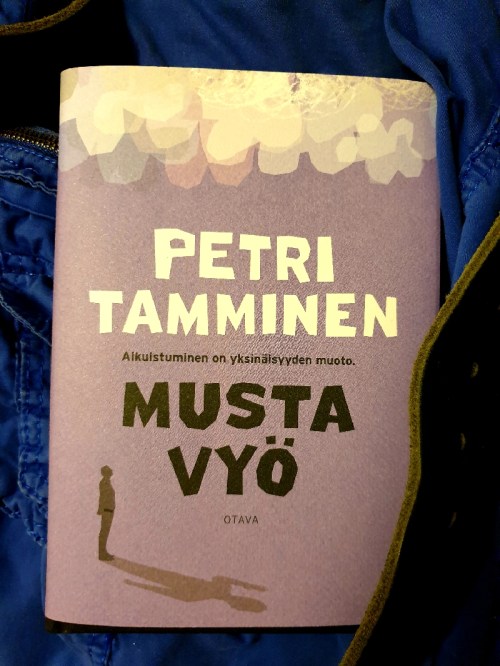 PETRI
TAMMINEN
Aikuistuminen on yksinäisyyden muoto.
MUSTA
VYÖ
OTAVA